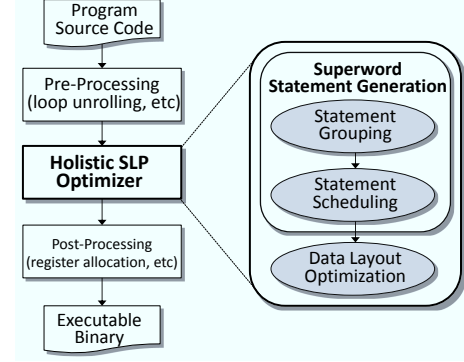 Program
Source Code
Pre-Processing
(loop unrolling, etc)
Holistic SLP
Optimizer
Post-Processing
(register allocation, etc)
Executable
Binary
Superword
Statement Generation
Statement
Grouping
Statement
Scheduling
Data Layout
Optimization